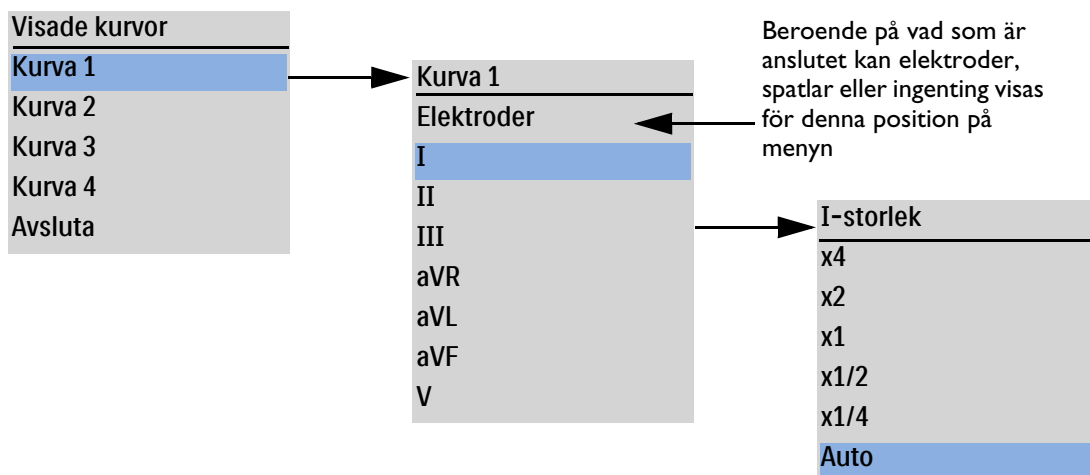 Visade kurvor
Kurva 1
Kurva 2
Kurva 3
Kurva 4
Avsluta
Kurva 1
Elektroder
I
II
III
aVR
aVL
aVF
V
Beroende på vad som är
anslutet kan elektroder,
spatlar eller ingenting visas
för denna position på
menyn
I-storlek
x4
x2
x1
x1/2
x1/4
Auto